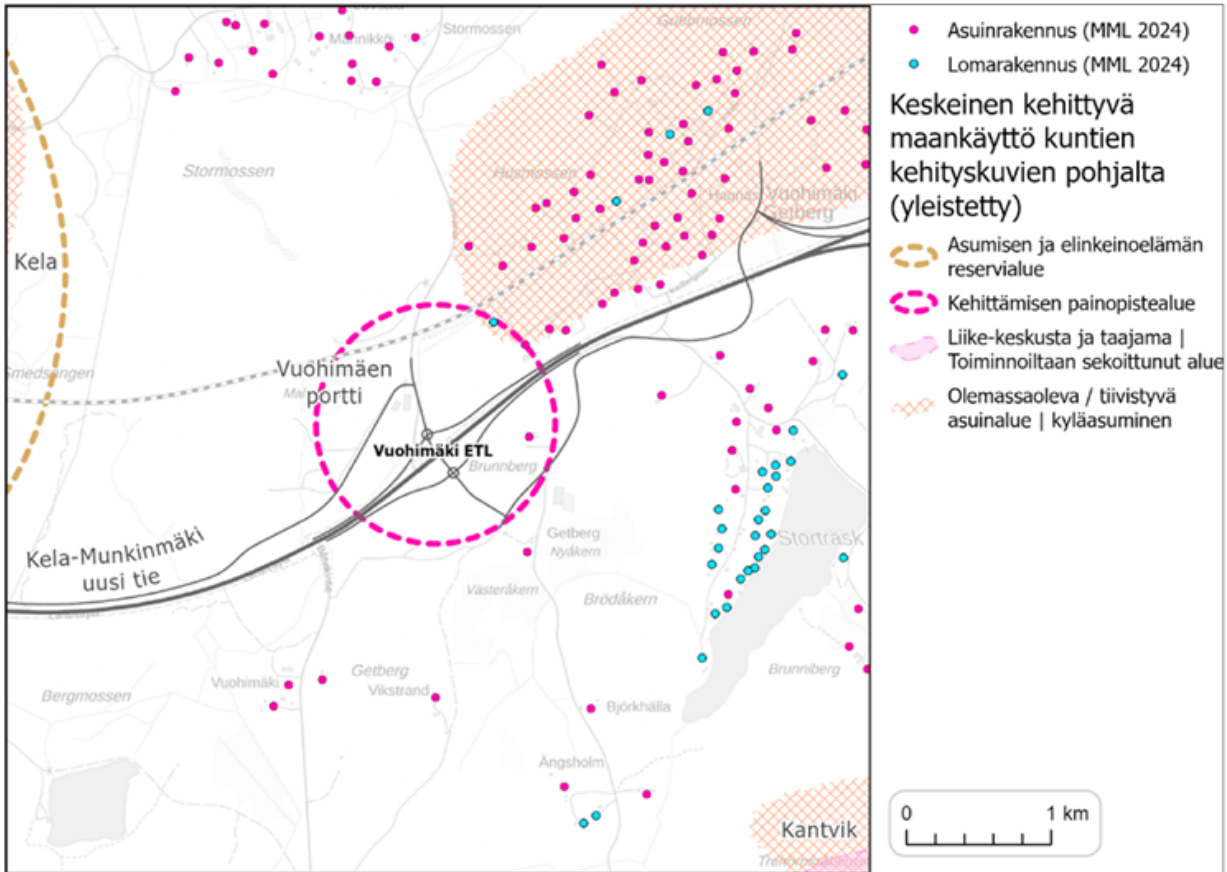 Asuinrakennus (MML 2024)
Lomarakennus (MML 2024)
Keskeinen kehittyvä
maankäyttö kuntien
kehityskuvien pohjalta
(yleistetty)
Asumisen ja elinkeinoelämän
reservialue
Kehittämisen painopistealue
Liike-keskusta ja taajama |
Toiminnoiltaan sekoittunut alue
Olemassaoleva / tiivistyvä
asuinalue | kyläasuminen
0 1 km
Männikkö
Stormossen
Stormossen
Husmossen
Vuohimäki
Getberg
Kela
Smedsängen
Vuohimäen
portti
Vuohimäki ETL
Brunnberg
Kela-Munkinmäki
uusi tie
Getberg
Nyåkern
Västeråkern
Brödåkern
Storträsk
Brunniberg
Vuohimäki
Getberg
Vikstrand
Bergmossen
Björkhälla
Ängsholm
Kantvik